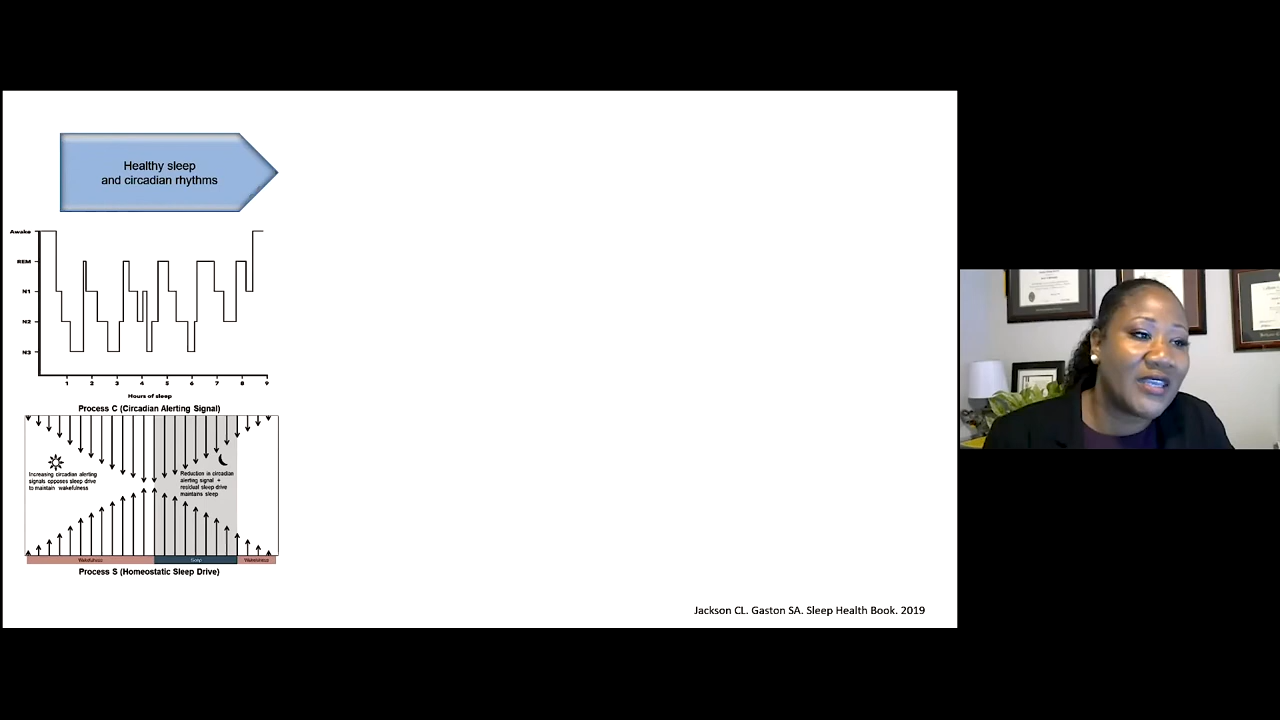 Healthy sleep
and circadian rhythms
Awake
REM
N1
N2
N3
1 2 3 4 5 6 7 8 9
Hours of sleep
Process C (Circadian Alerting Signal)
Increasing circadian alerting
signals opposes sleep drive
to maintain wakefulness
Reduction in circadian
alerting signal +
residual sleep drive
maintains sleep
Wakefulness Sleep Wakefulness
Process S (Homeostatic Sleep Drive)
Jackson CL. Gaston SA. Sleep Health Book. 2019